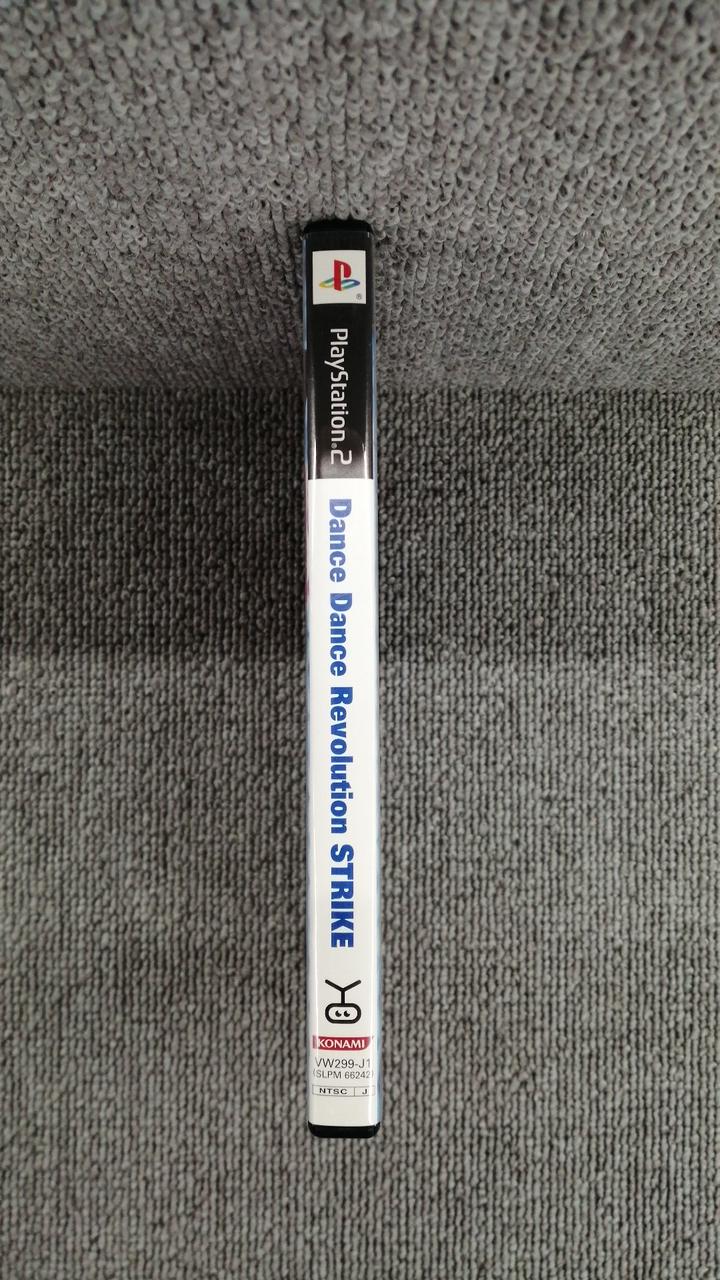 PlayStation®2
Dance Dance Revolution STRIKE
KONAMI
VW299-J1
(SLPM 66242)
NTSC J